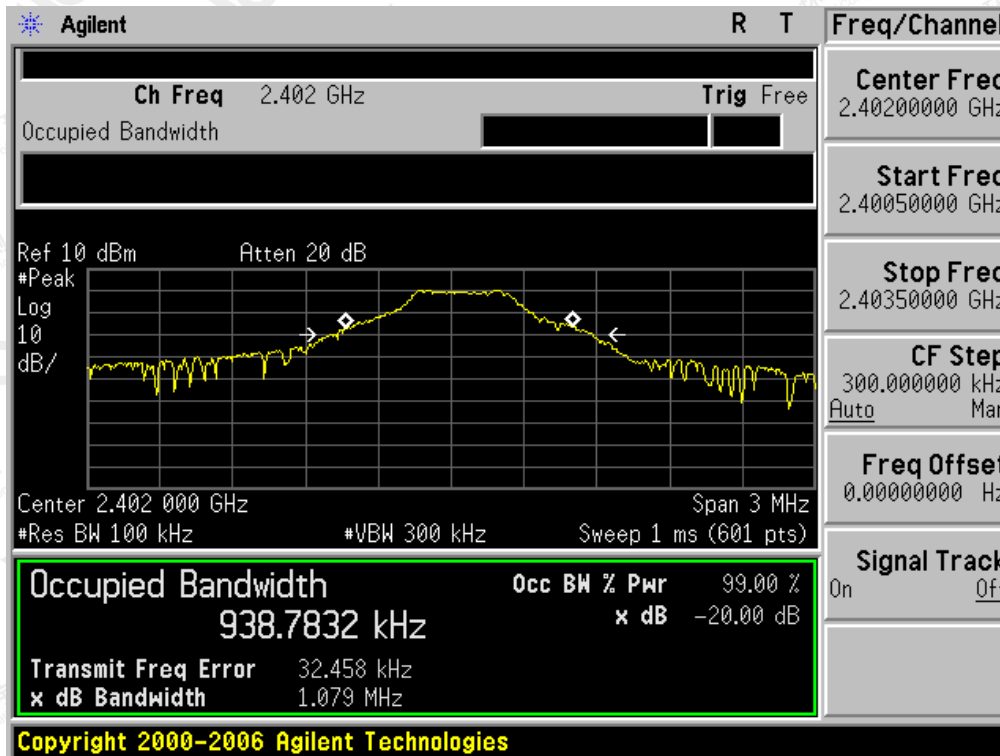 Agilent R T
Freq/Channel
Ch Freq 2.402 GHz Trig Free
Occupied Bandwidth
Center Freq
2.40200000 GHz
Start Freq
2.40050000 GHz
Stop Freq
2.40350000 GHz
CF Step
300.000000 kHz
Auto Man
Freq Offset
0.00000000 Hz
Signal Track
On Off
Ref 10 dBm Atten 20 dB
#Peak
Log
10
dB/
Center 2.402 000 GHz Span 3 MHz
#Res BW 100 kHz #VBW 300 kHz Sweep 1 ms (601 pts)
Occupied Bandwidth
938.7832 kHz
Occ BW % Pwr 99.00 %
x dB -20.00 dB
Transmit Freq Error 32.458 kHz
x dB Bandwidth 1.079 MHz
Copyright 2000-2006 Agilent Technologies